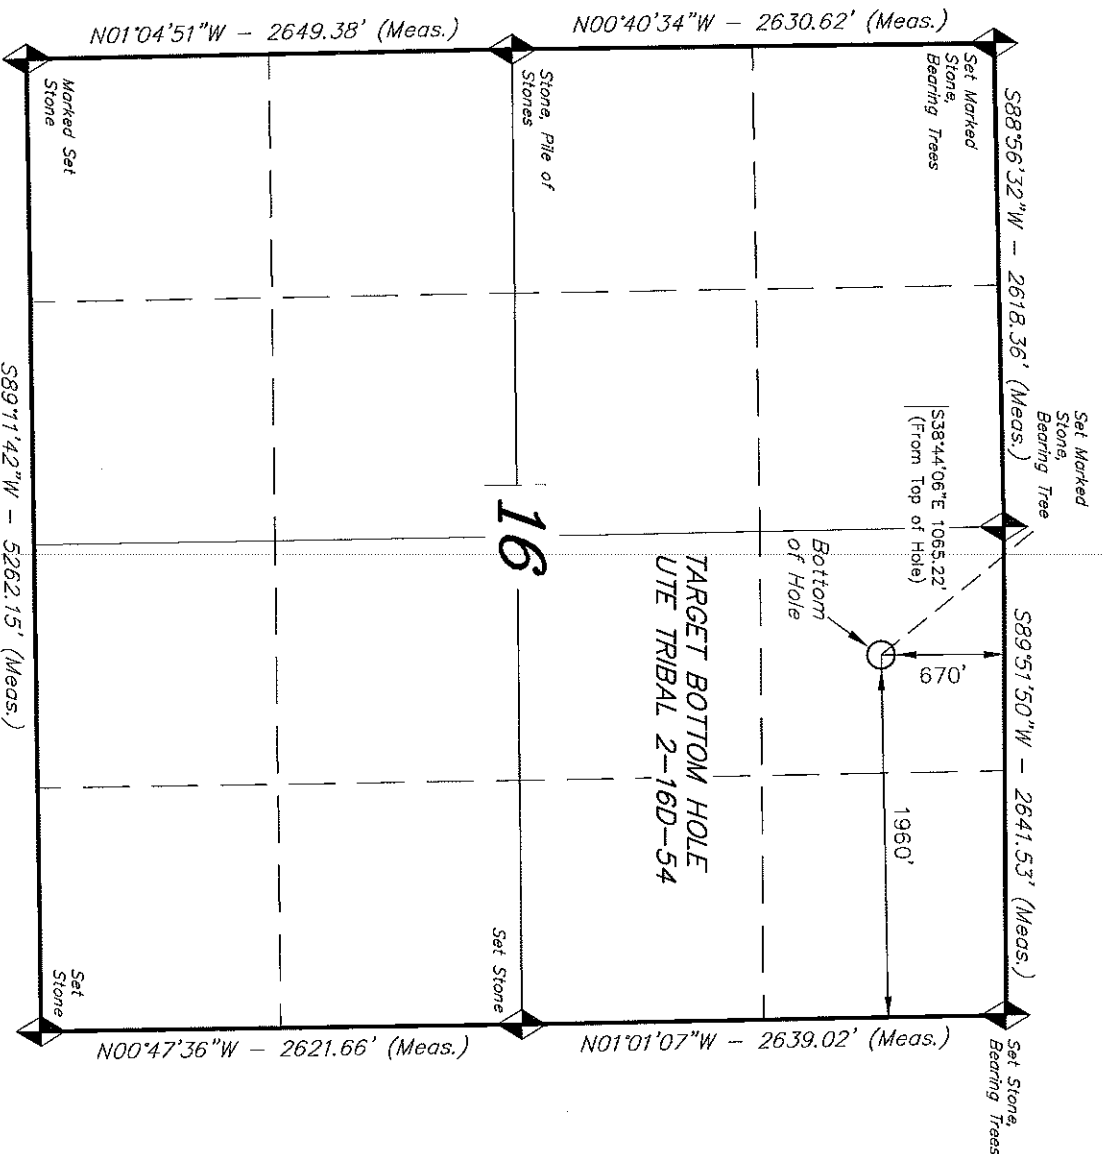 S88°56'32"W - 2618.36' (Meas.)
S89°51'50"W - 2641.53' (Meas.)
Set Marked
Stone,
Bearing Trees
Set Marked
Stone,
Bearing Tree
Set Stone,
Bearing Trees
N00°40'34"W - 2630.62' (Meas.)
S38°44'06"E 1065.22'
(From Top of Hole)
670'
1960'
Bottom
of Hole
TARGET BOTTOM HOLE
UTE TRIBAL 2-16D-54
N01°01'07"W - 2639.02' (Meas.)
Stone, Pile of
Stones
16
Set Stone
N01°04'51"W - 2649.38' (Meas.)
N00°47'36"W - 2621.66' (Meas.)
Marked Set
Stone
Set
Stone
S89°11'42"W - 5262.15' (Meas.)